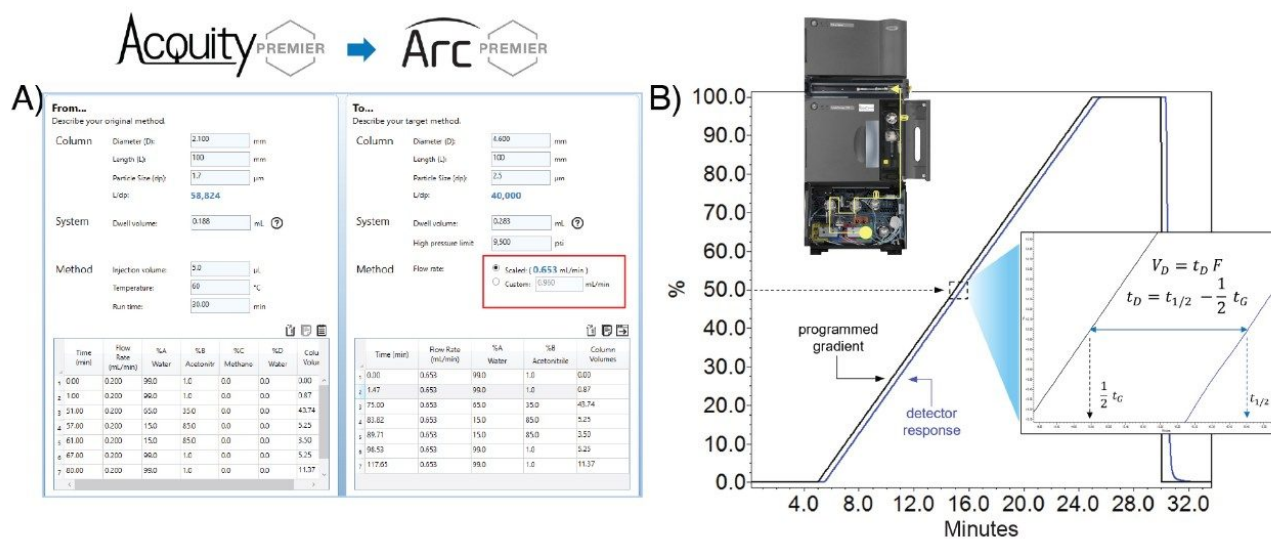 Acquity PREMIER Arc PREMIER
A)
From...
Describe your original method.
Column Diameter (D): 2.100 mm
Length (L): 100 mm
Particle Size (dp): 1.7 µm
L/dp: 58,824
System Dwell volume: 0.188 mL ?
Method Injection volume: 5.0 µL
Temperature: 60 °C
Run time: 20.00 min
Time (min) Flow Rate (mL/min) %A Water %B Acetonitr %C Methane %D Water Colu Volu
1 0.00 0.200 99.0 1.0 0.0 0.0 0.00
2 1.00 0.200 99.0 1.0 0.0 0.0 0.87
3 51.00 0.200 65.0 35.0 0.0 0.0 43.74
4 57.00 0.200 15.0 85.0 0.0 0.0 5.25
5 61.00 0.200 15.0 85.0 0.0 0.0 3.50
6 67.00 0.200 99.0 1.0 0.0 0.0 5.25
7 80.00 0.200 99.0 1.0 0.0 0.0 11.37
To...
Describe your target method.
Column Diameter (D): 4.600 mm
Length (L): 100 mm
Particle Size (dp): 2.5 µm
L/dp: 40,000
System Dwell volume: 0.283 mL ?
High pressure limit 9,500 psi
Method Flow rate: Scaled: ( 0.653 mL/min )
Custom: 0.960 mL/min
Time (min) Flow Rate (mL/min) %A Water %B Acetonitrile Column Volumes
1 0.00 0.653 99.0 1.0 0.00
2 1.47 0.653 99.0 1.0 0.87
3 75.00 0.653 65.0 35.0 43.74
4 83.82 0.653 15.0 85.0 5.25
5 89.71 0.653 15.0 85.0 3.50
6 98.53 0.653 99.0 1.0 5.25
7 117.65 0.653 99.0 1.0 11.37
B)
100.0
90.0
80.0
70.0
60.0
50.0
40.0
30.0
20.0
10.0
0.0
%
programmed
gradient
detector
response
V_D = t_D F
t_D = t_{1/2} − 1/2 t_G
1/2 t_G
t_{1/2}
4.0 8.0 12.0 16.0 20.0 24.0 28.0 32.0
Minutes